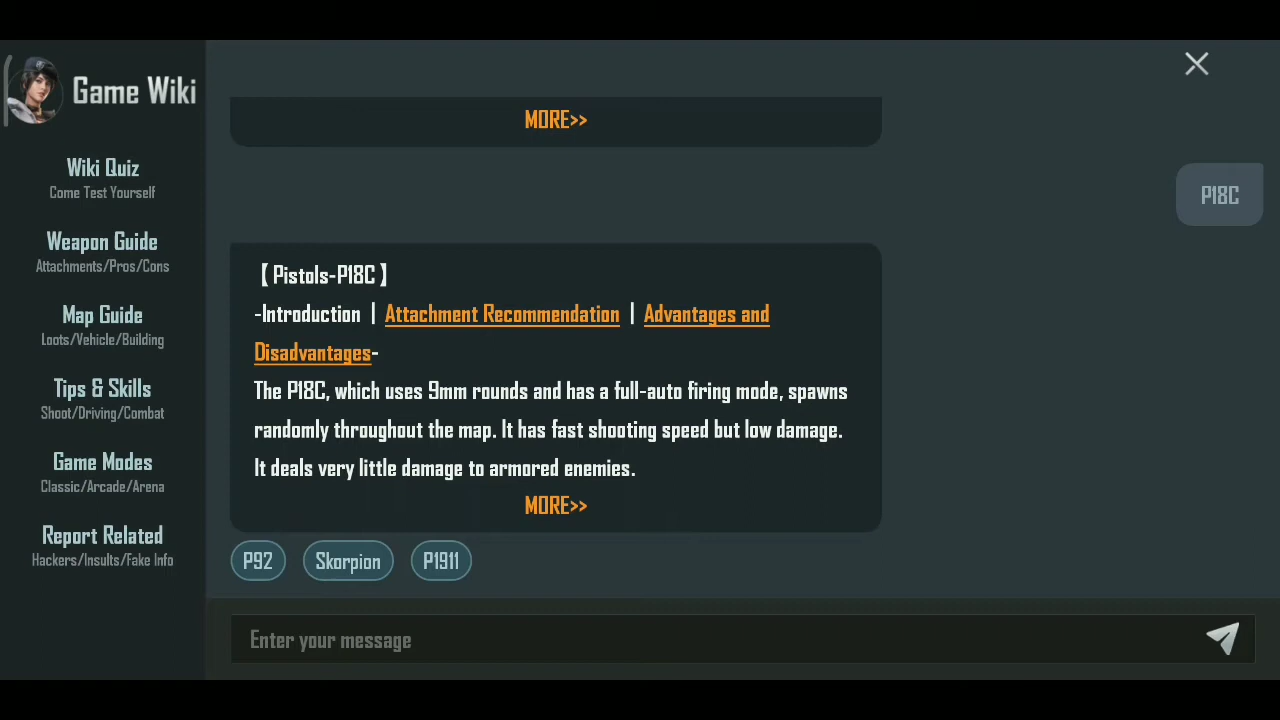 Game Wiki
Wiki Quiz
Come Test Yourself
Weapon Guide
Attachments/Pros/Cons
Map Guide
Loots/Vehicle/Building
Tips & Skills
Shoot/Driving/Combat
Game Modes
Classic/Arcade/Arena
Report Related
Hackers/Insults/Fake Info
MORE>>
P18C
【Pistols-P18C】
-Introduction | Attachment Recommendation | Advantages and
Disadvantages-
The P18C, which uses 9mm rounds and has a full-auto firing mode, spawns
randomly throughout the map. It has fast shooting speed but low damage.
It deals very little damage to armored enemies.
MORE>>
P92 Skorpion P1911
Enter your message